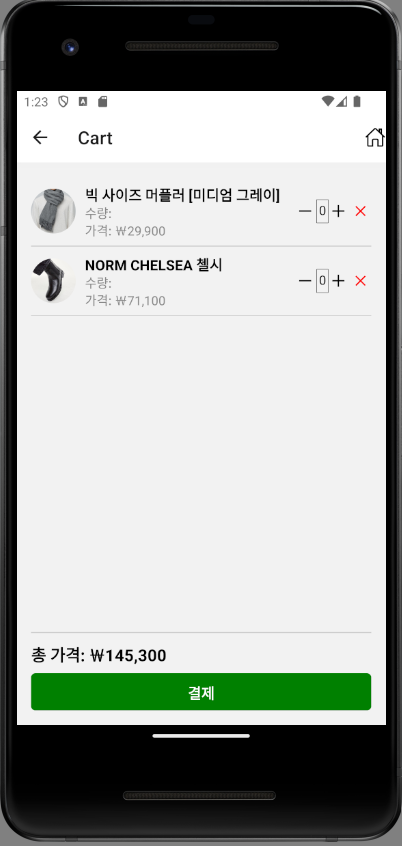 1:23
Cart
빅 사이즈 머플러 [미디엄 그레이]
수량:
가격: ₩29,900
0
NORM CHELSEA 첼시
수량:
가격: ₩71,100
0
총 가격: ₩145,300
결제